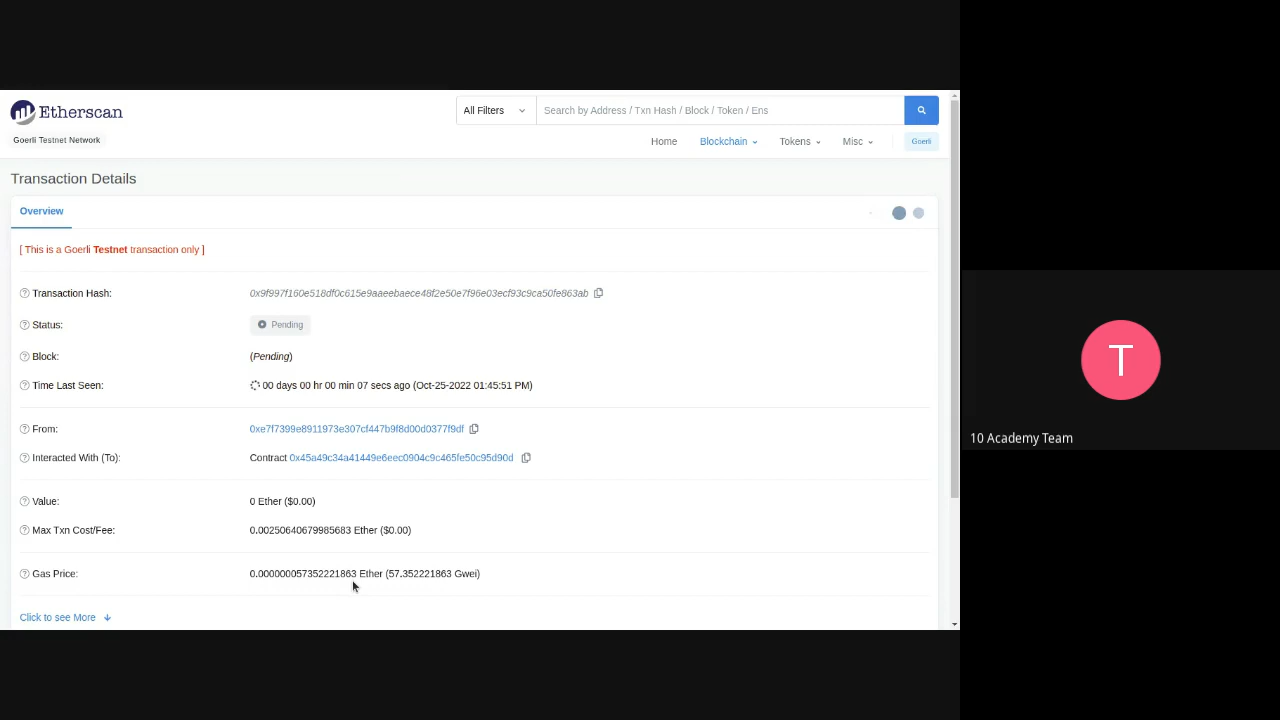 Etherscan
All Filters
Search by Address / Txn Hash / Block / Token / Ens
Goerli Testnet Network
Home Blockchain Tokens Misc Goerli
Transaction Details
Overview
[ This is a Goerli Testnet transaction only ]
Transaction Hash: 0x9f997f160e518df0c615e9aaeebaece48f2e50e7f96e03ecf93c9ca50fe863ab
Status: Pending
Block: (Pending)
Time Last Seen: 00 days 00 hr 00 min 07 secs ago (Oct-25-2022 01:45:51 PM)
From: 0xe7f7399e8911973e307cf447b9f8d00d0377f9df
Interacted With (To): Contract 0x45a49c34a41449e6eec0904c9c465fe50c95d90d
Value: 0 Ether ($0.00)
Max Txn Cost/Fee: 0.00250640679985683 Ether ($0.00)
Gas Price: 0.000000057352221863 Ether (57.352221863 Gwei)
Click to see More
T
10 Academy Team